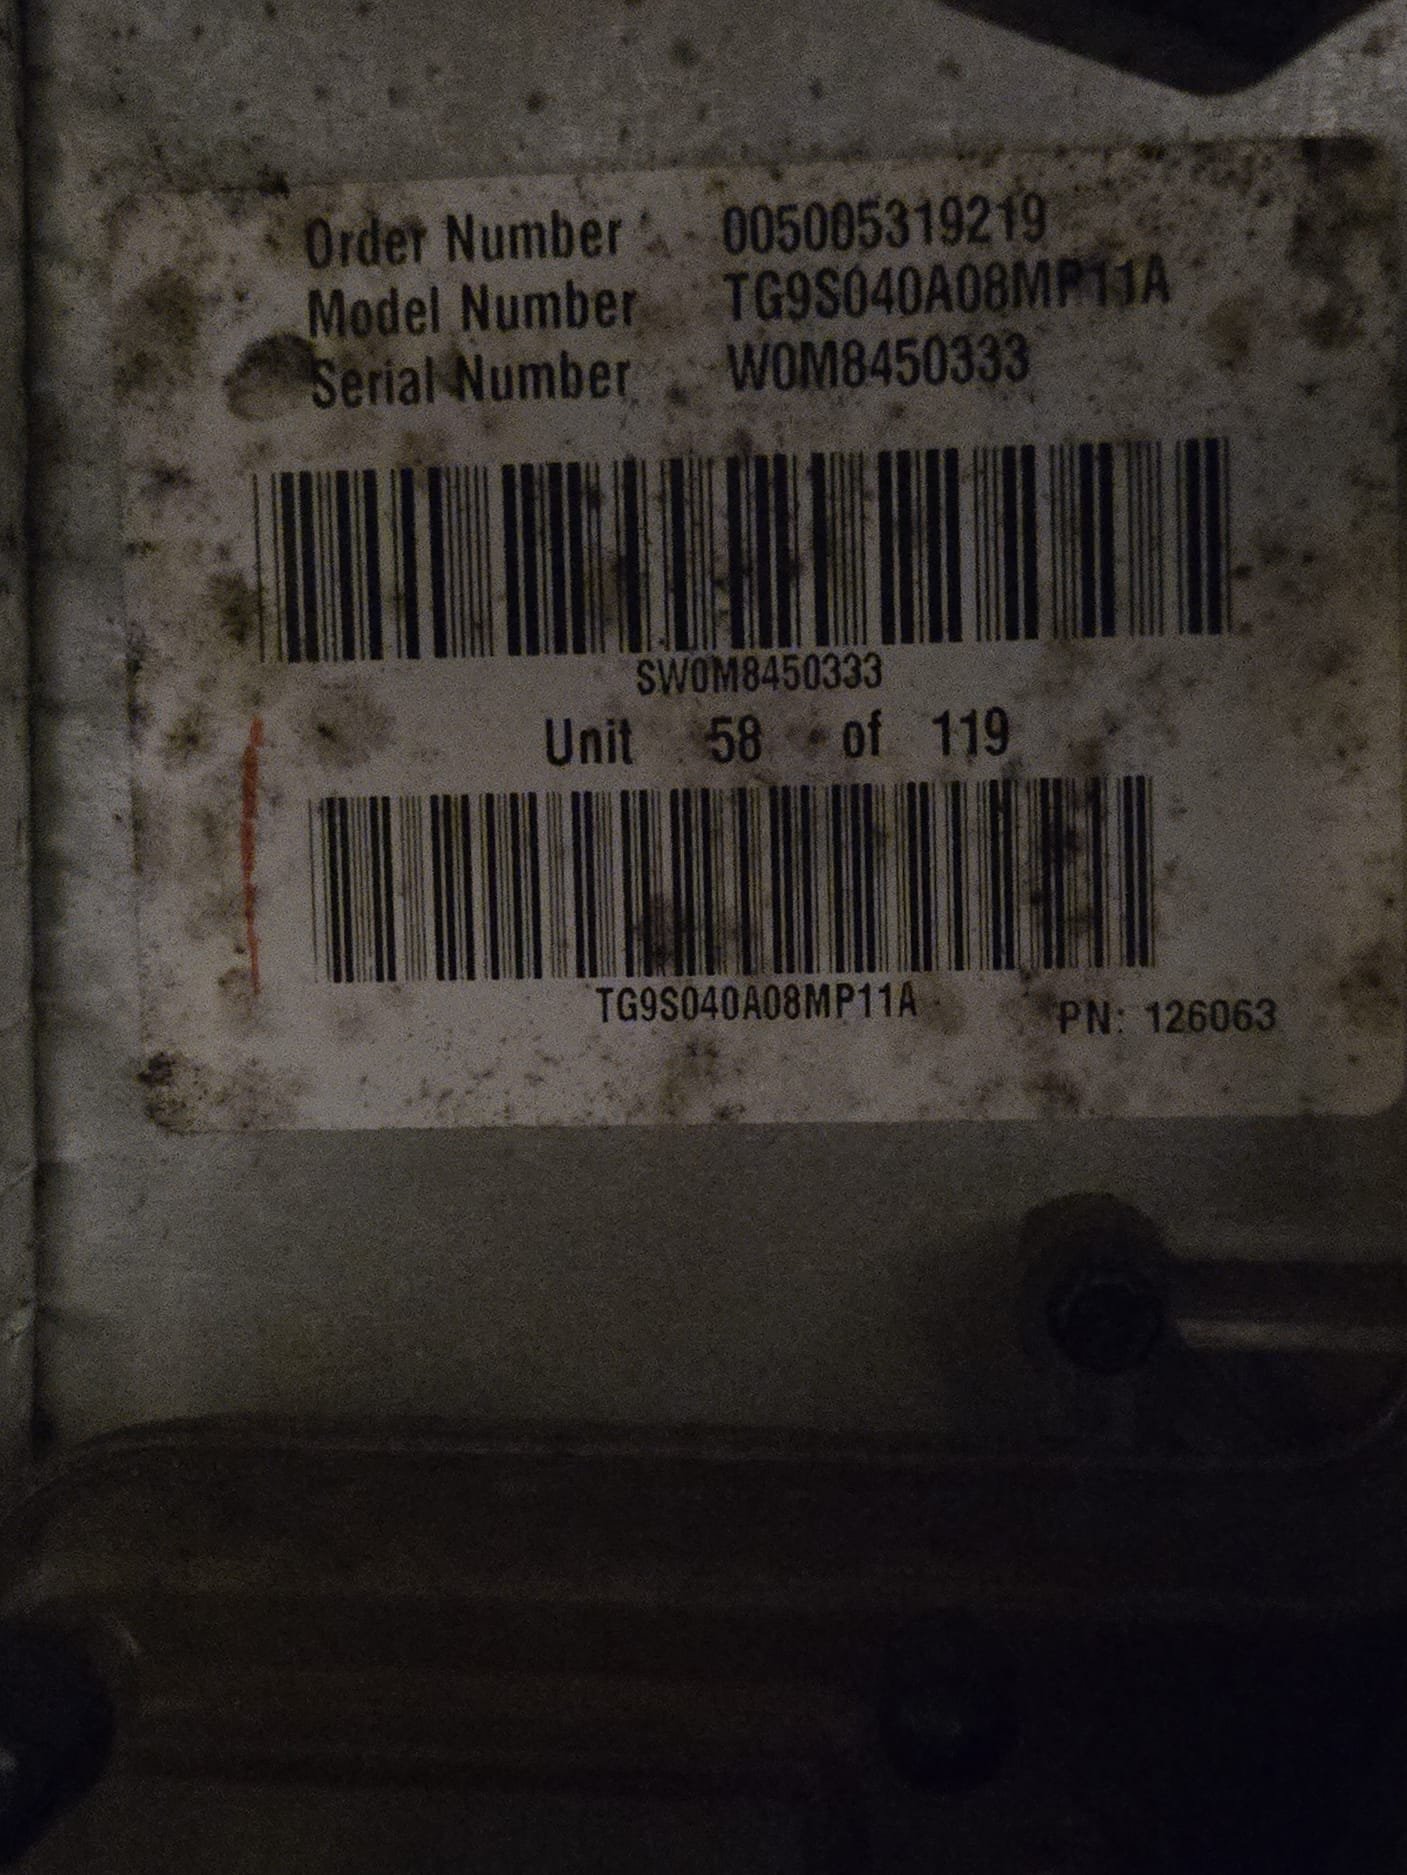 Order Number 005005319219
Model Number TG9S040A08MP11A
Serial Number W0M8450333
SW0M8450333
Unit 58 of 119
TG9S040A08MP11A
PN: 126063